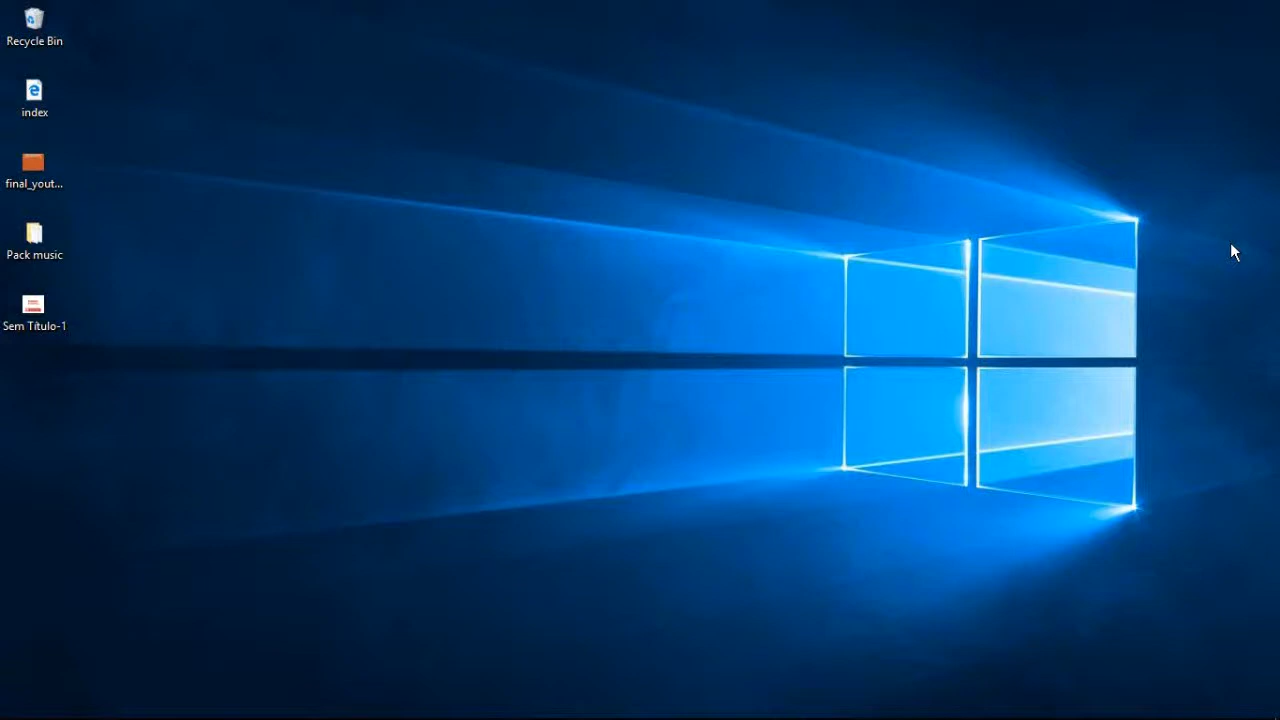 Recycle Bin
index
final_yout...
Pack music
Sem Título-1